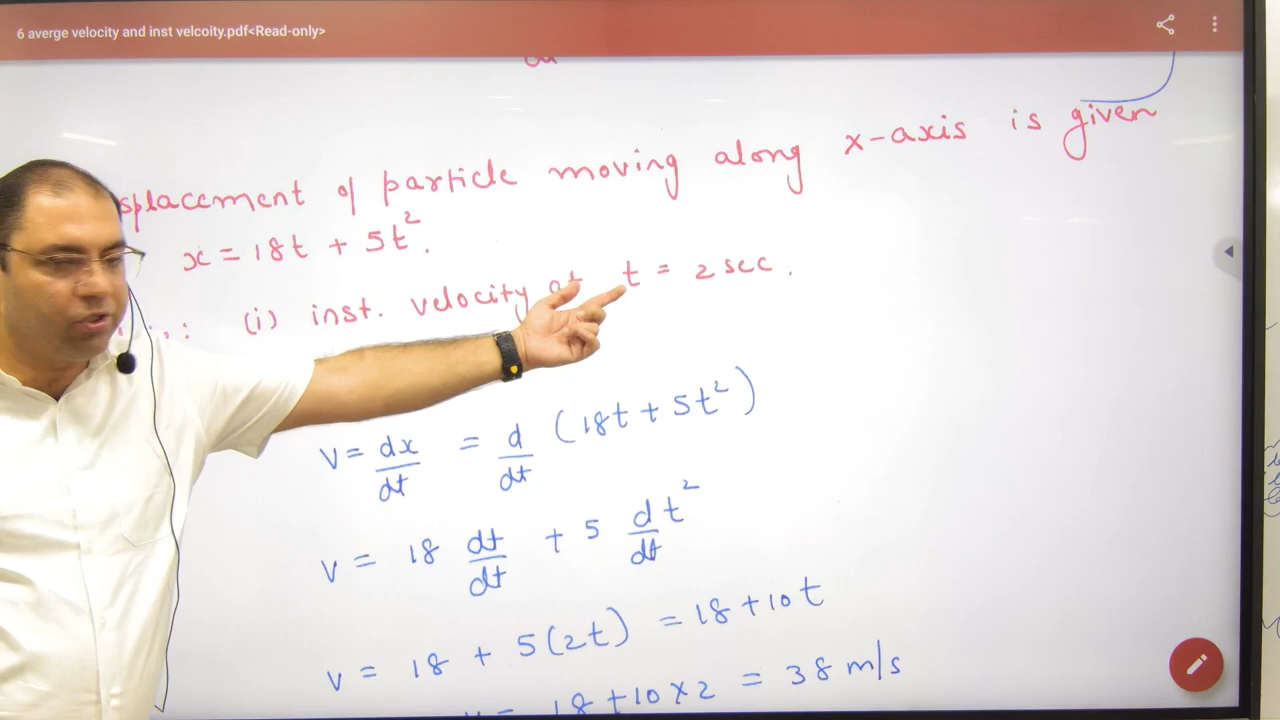 6 averge velocity and inst velcoity.pdf<Read-only>
splacement of particle moving along x-axis is given
x = 18t + 5t².
(i) inst. velocity at t = 2 sec.
v = dx/dt = d/dt (18t + 5t²)
v = 18 dt/dt + 5 d/dt t²
v = 18 + 5(2t) = 18 + 10t
18 + 10 x 2 = 38 m/s